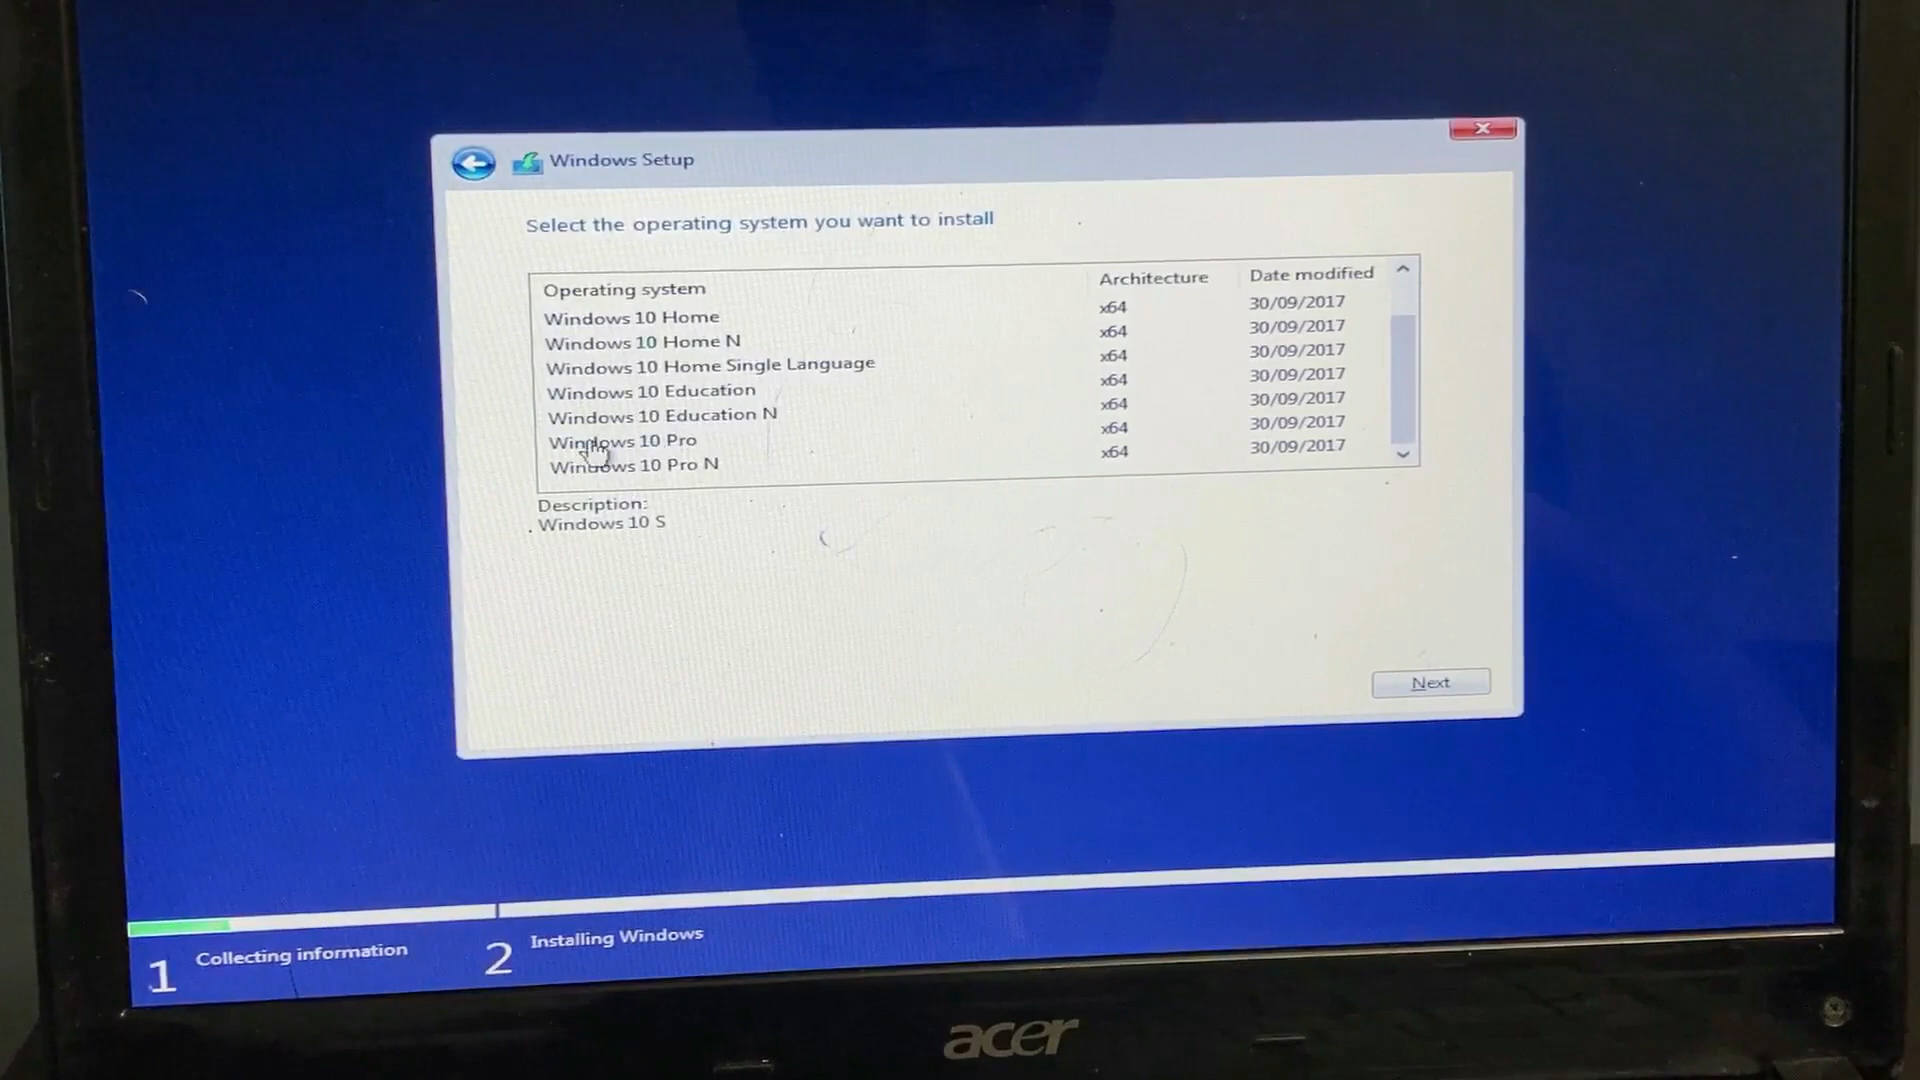 Windows Setup
Select the operating system you want to install
Operating system Architecture Date modified
Windows 10 Home x64 30/09/2017
Windows 10 Home N x64 30/09/2017
Windows 10 Home Single Language x64 30/09/2017
Windows 10 Education x64 30/09/2017
Windows 10 Education N x64 30/09/2017
Windows 10 Pro x64 30/09/2017
Windows 10 Pro N x64 30/09/2017
Description:
Windows 10 S
Next
1 Collecting information 2 Installing Windows
acer